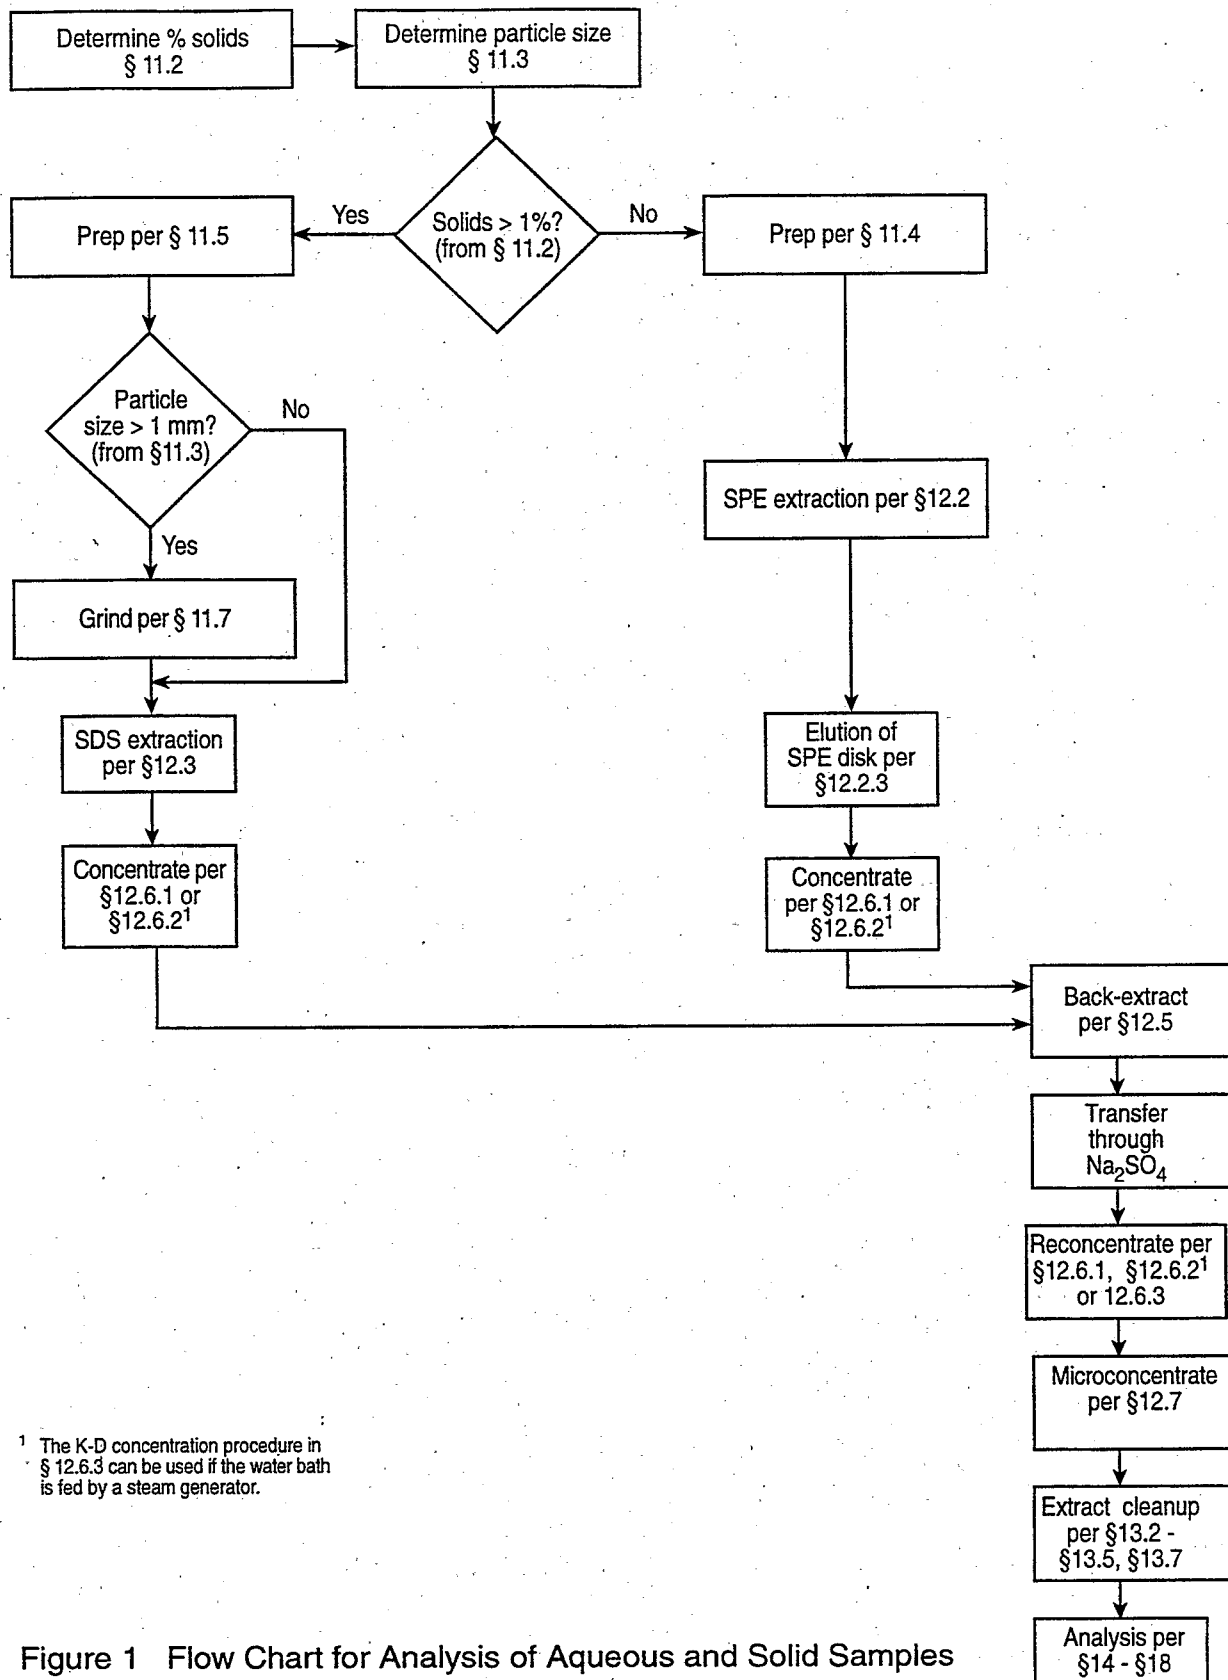 Determine % solids
§ 11.2
Determine particle size
§ 11.3
Solids > 1%?
(from § 11.2)
Yes
No
Prep per § 11.5
Prep per § 11.4
Particle
size > 1 mm?
(from §11.3)
No
Yes
Grind per § 11.7
SDS extraction
per §12.3
Concentrate per
§12.6.1 or
§12.6.2¹
SPE extraction per §12.2
Elution of
SPE disk per
§12.2.3
Concentrate
per §12.6.1 or
§12.6.2¹
Back-extract
per §12.5
Transfer
through
Na₂SO₄
Reconcentrate per
§12.6.1, §12.6.2¹
or 12.6.3
Microconcentrate
per §12.7
Extract cleanup
per §13.2 -
§13.5, §13.7
Analysis per
§14 - §18
¹ The K-D concentration procedure in
§ 12.6.3 can be used if the water bath
is fed by a steam generator.
Figure 1 Flow Chart for Analysis of Aqueous and Solid Samples